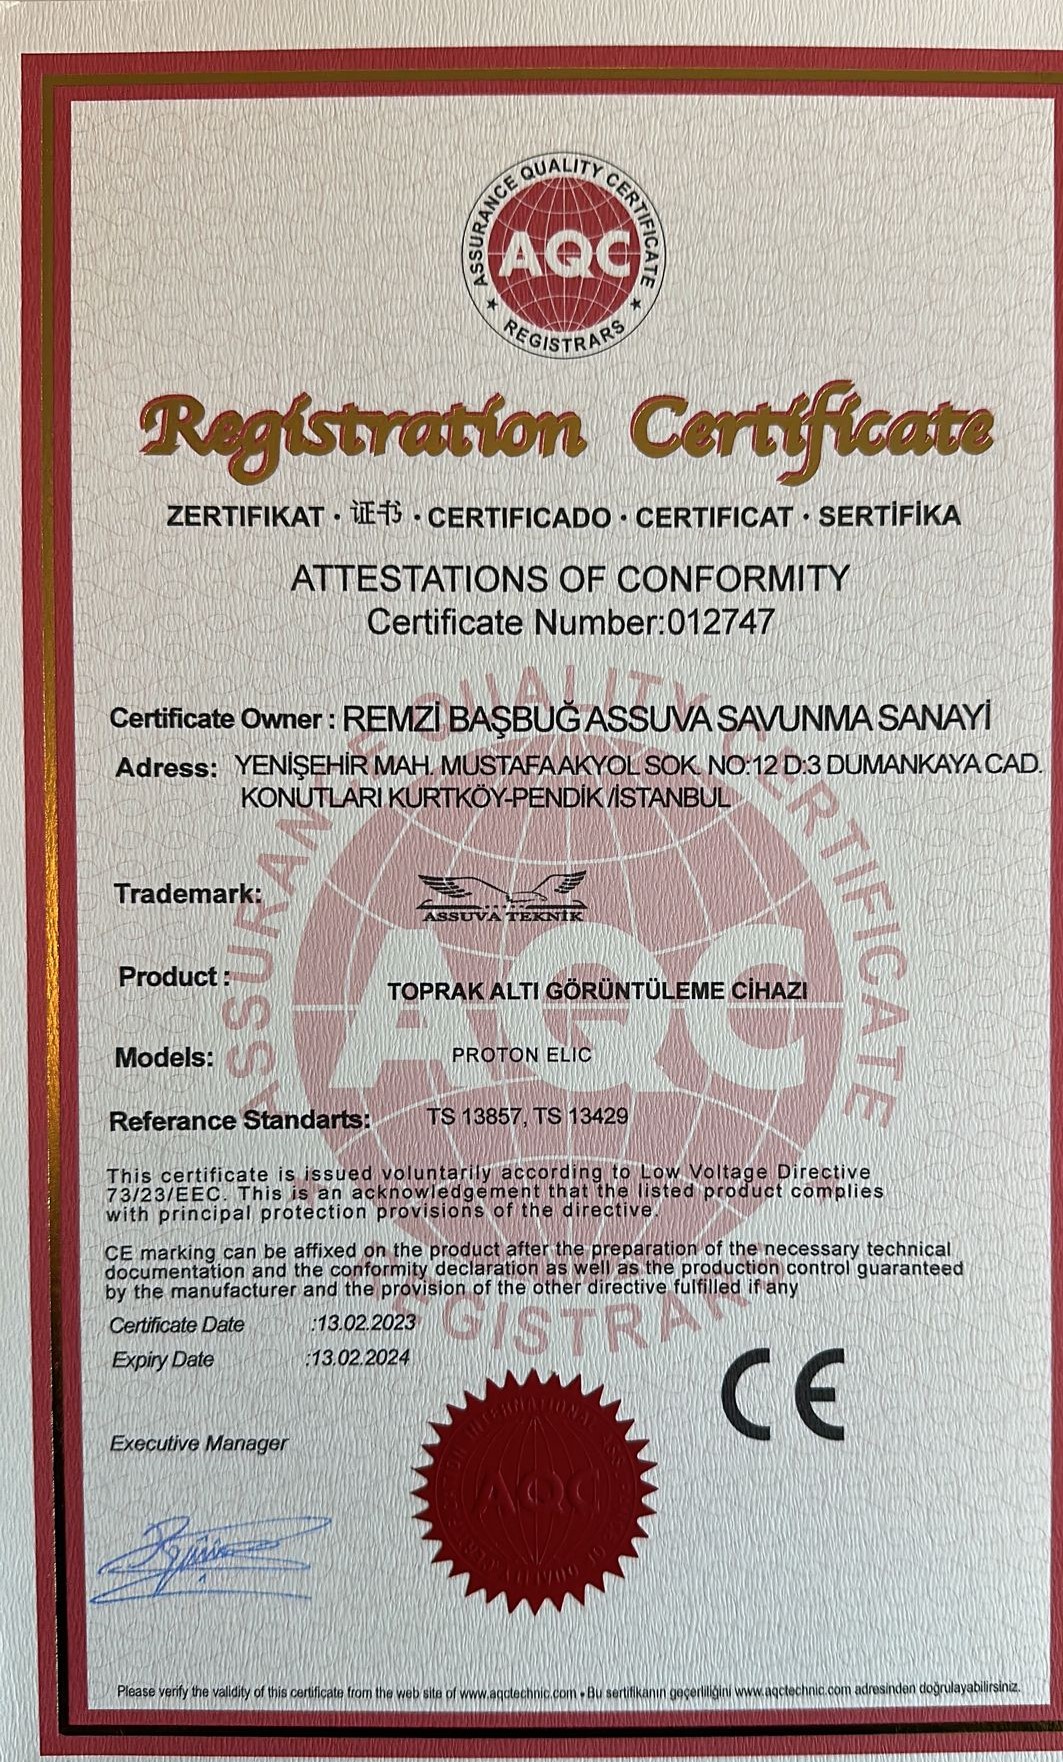 ASSURANCE QUALITY CERTIFICATE
AQC
★ REGISTRARS ★
Registration Certificate
ZERTIFIKAT · 证书 · CERTIFICADO · CERTIFICAT · SERTİFİKA
ATTESTATIONS OF CONFORMITY
Certificate Number:012747
Certificate Owner : REMZİ BAŞBUĞ ASSUVA SAVUNMA SANAYİ
Adress: YENİŞEHİR MAH. MUSTAFA AKYOL SOK. NO:12 D:3 DUMANKAYA CAD.
KONUTLARI KURTKÖY-PENDİK /İSTANBUL
Trademark: ASSUVA TEKNİK
Product : TOPRAK ALTI GÖRÜNTÜLEME CİHAZI
Models: PROTON ELIC
Referance Standarts: TS 13857, TS 13429
This certificate is issued voluntarily according to Low Voltage Directive
73/23/EEC. This is an acknowledgement that the listed product complies
with principal protection provisions of the directive.
CE marking can be affixed on the product after the preparation of the necessary technical
documentation and the conformity declaration as well as the production control guaranteed
by the manufacturer and the provision of the other directive fulfilled if any
Certificate Date :13.02.2023
Expiry Date :13.02.2024
CE
Executive Manager
AQC
Please verify the validity of this certificate from the web site of www.aqctechnic.com • Bu sertifikanın geçerliliğini www.aqctechnic.com adresinden doğrulayabilirsiniz.
ASSURANCE QUALITY CERTIFICATE
AQC
REGISTRARS